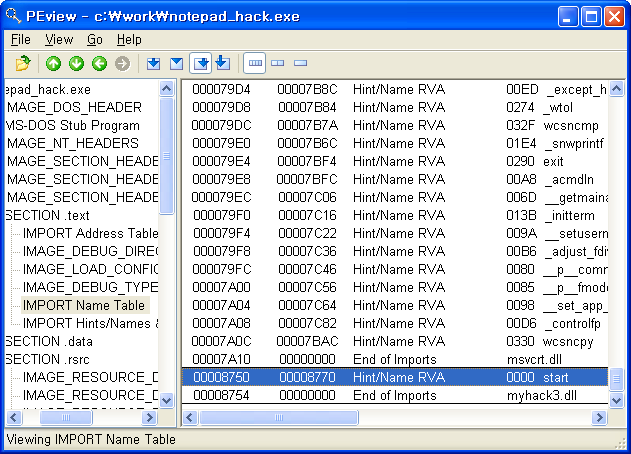 PEview - c:₩work₩notepad_hack.exe
File View Go Help
epad_hack.exe
IMAGE_DOS_HEADER
MS-DOS Stub Program
IMAGE_NT_HEADERS
IMAGE_SECTION_HEADE
IMAGE_SECTION_HEADE
IMAGE_SECTION_HEADE
SECTION .text
IMPORT Address Table
IMAGE_DEBUG_DIREC
IMAGE_LOAD_CONFIG
IMAGE_DEBUG_TYPE
IMPORT Name Table
IMPORT Hints/Names &
SECTION .data
SECTION .rsrc
IMAGE_RESOURCE_D
IMAGE_RESOURCE_D
000079D4 00007B8C Hint/Name RVA 00ED _except_h
000079D8 00007B84 Hint/Name RVA 0274 _wtol
000079DC 00007B7A Hint/Name RVA 032F wcsncmp
000079E0 00007B6C Hint/Name RVA 01E4 _snwprintf
000079E4 00007BF4 Hint/Name RVA 0290 exit
000079E8 00007BFC Hint/Name RVA 00A8 _acmdln
000079EC 00007C06 Hint/Name RVA 006D __getmaina
000079F0 00007C16 Hint/Name RVA 013B _initterm
000079F4 00007C22 Hint/Name RVA 009A __setusern
000079F8 00007C36 Hint/Name RVA 00B6 _adjust_fdi
000079FC 00007C46 Hint/Name RVA 0080 __p__comm
00007A00 00007C56 Hint/Name RVA 0085 __p__fmode
00007A04 00007C64 Hint/Name RVA 0098 __set_app_
00007A08 00007C82 Hint/Name RVA 00D6 _controlfp
00007A0C 00007BAC Hint/Name RVA 0330 wcsncpy
00007A10 00000000 End of Imports msvcrt.dll
00008750 00008770 Hint/Name RVA 0000 start
00008754 00000000 End of Imports myhack3.dll
Viewing IMPORT Name Table